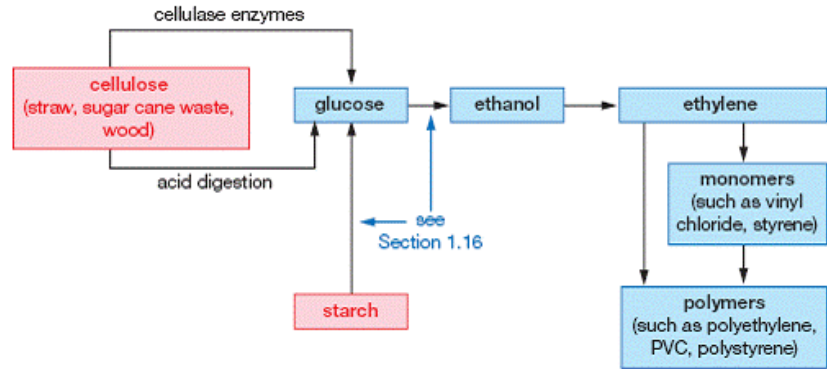 cellulase enzymes
cellulose
(straw, sugar cane waste,
wood)
glucose
ethanol
ethylene
acid digestion
monomers
(such as vinyl
chloride, styrene)
see
Section 1.16
starch
polymers
(such as polyethylene,
PVC, polystyrene)